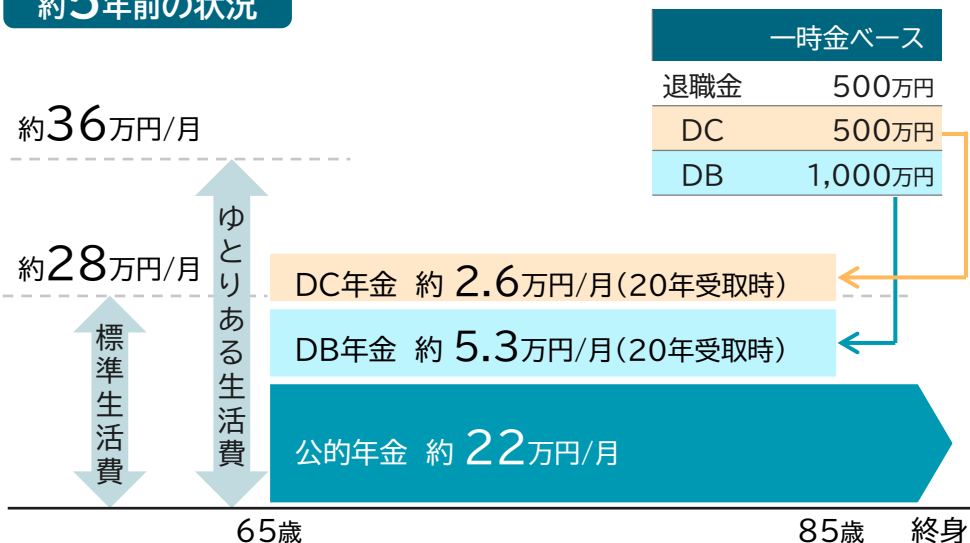 約5年前の状況
一時金ベース
退職金 500万円
DC 500万円
DB 1,000万円
約36万円/月
ゆとりある生活費
約28万円/月
標準生活費
DC年金 約 2.6万円/月(20年受取時)
DB年金 約 5.3万円/月(20年受取時)
公的年金 約 22万円/月
65歳 85歳 終身